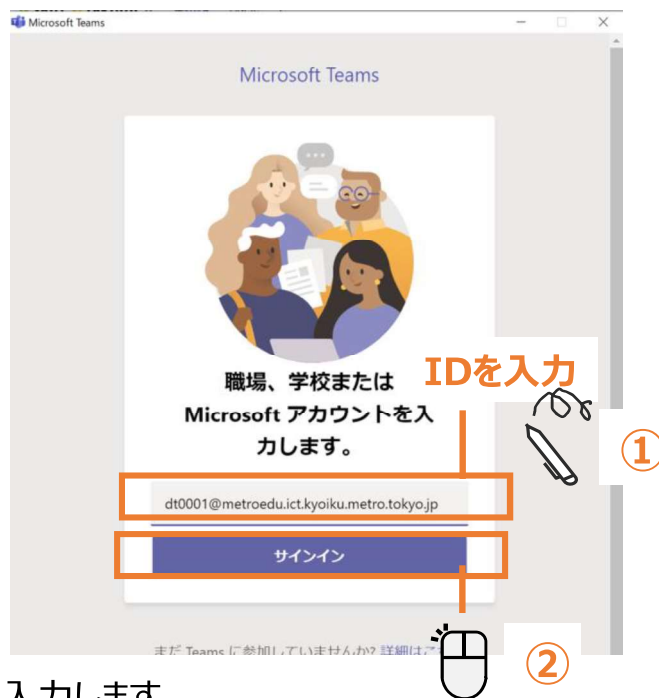 Microsoft Teams
Microsoft Teams
職場、学校または
Microsoft アカウントを入
力します。
IDを入力
①
dt0001@metroedu.ict.kyoiku.metro.tokyo.jp
サインイン
まだ Teams に参加していませんか? 詳細はこ
②
入力します